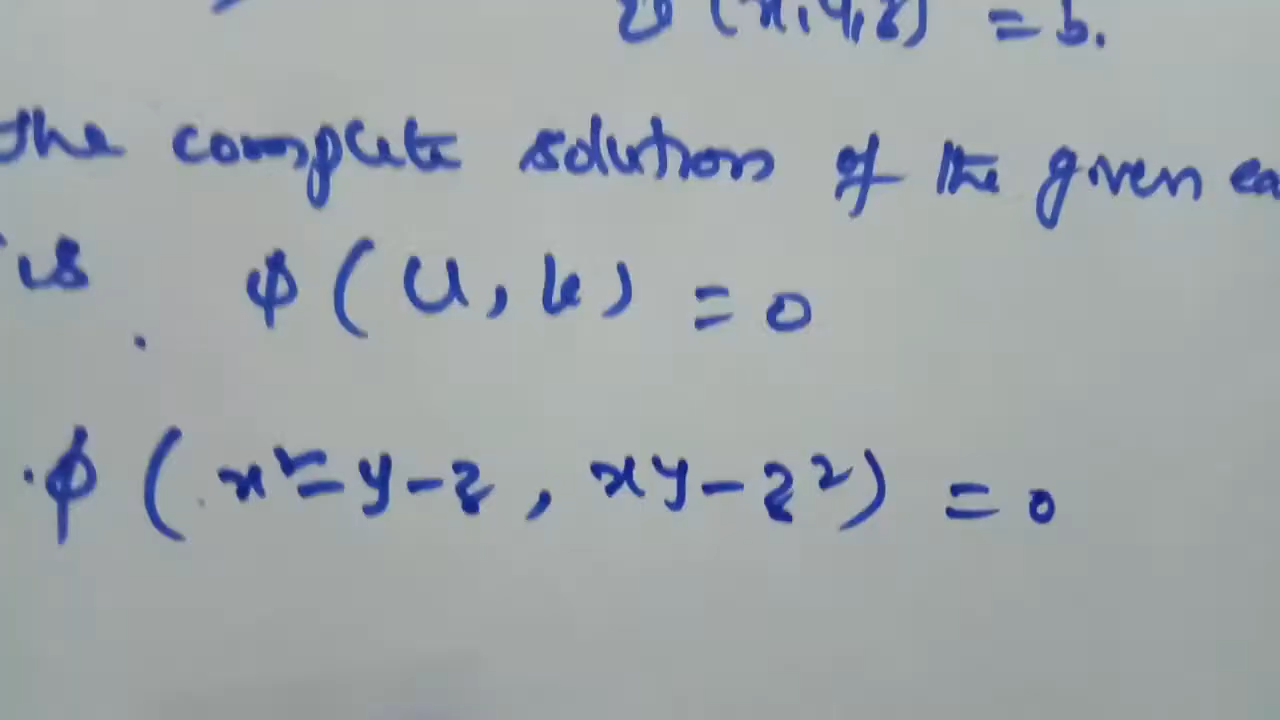 v (x, y, z) = b.
the complete solution of the given
is φ ( u, v ) = 0
φ ( x² - y - z , xy - z² ) = 0